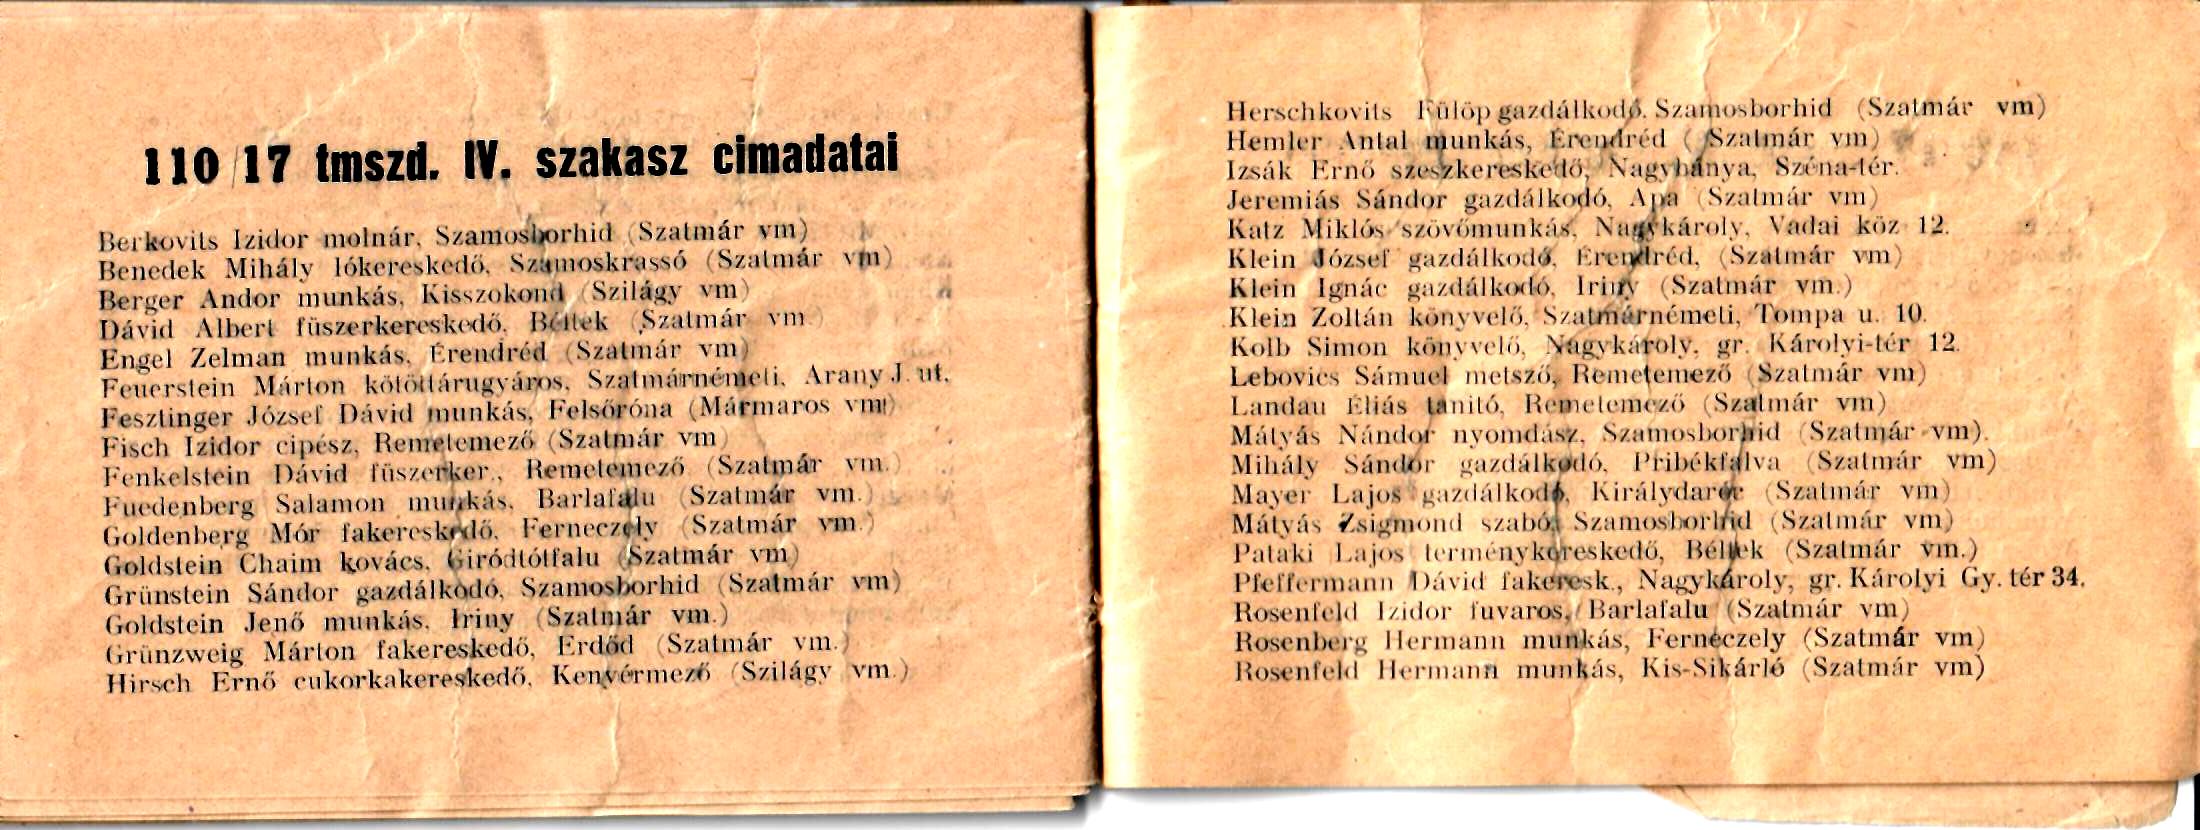 110/17 tmszd. IV. szakasz cimadatai
Berkovits Izidor molnár, Szamosborhid (Szatmár vm)
Benedek Mihály lókereskedő, Szamoskrassó (Szatmár vm)
Berger Andor munkás, Kisszokond (Szilágy vm)
Dávid Albert füszerkereskedő, Béltek (Szatmár vm.)
Engel Zelman munkás, Érendréd (Szatmár vm)
Feuerstein Márton kötöttárugyáros, Szatmárnémeti, Arany J. ut.
Fesztinger József Dávid munkás, Felsőróna (Mármaros vm)
Fisch Izidor cipész, Remetemező (Szatmár vm)
Fenkelstein Dávid füszerker., Remetemező (Szatmár vm.)
Fuedenberg Salamon munkás, Barlafalu (Szatmár vm.)
Goldenberg Mór fakereskedő, Ferneczely (Szatmár vm.)
Goldstein Chaim kovács, Giródtótfalu (Szatmár vm)
Grünstein Sándor gazdálkodó, Szamosborhid (Szatmár vm)
Goldstein Jenő munkás, Iriny (Szatmár vm.)
Grünzweig Márton fakereskedő, Erdőd (Szatmár vm.)
Hirsch Ernő cukorkakereskedő, Kenyérmező (Szilágy vm.)
Herschkovits Fülöp gazdálkodó, Szamosborhid (Szatmár vm)
Hemler Antal munkás, Érendréd (Szatmár vm)
Izsák Ernő szeszkereskedő, Nagybánya, Széna-tér.
Jeremiás Sándor gazdálkodó, Apa (Szatmár vm)
Katz Miklós szövőmunkás, Nagykároly, Vadai köz 12.
Klein József gazdálkodó, Érendréd, (Szatmár vm)
Klein Ignác gazdálkodó, Iriny (Szatmár vm.)
Klein Zoltán könyvelő, Szatmárnémeti, Tompa u. 10.
Kolb Simon könyvelő, Nagykároly, gr. Károlyi-tér 12.
Lebovics Sámuel metsző, Remetemező (Szatmár vm)
Landau Éliás tanitó, Remetemező (Szatmár vm)
Mátyás Nándor nyomdász, Szamosborhid (Szatmár vm).
Mihály Sándor gazdálkodó, Pribékfalva (Szatmár vm)
Mayer Lajos gazdálkodó, Királydaróc (Szatmár vm)
Mátyás Zsigmond szabó, Szamosborhid (Szatmár vm)
Pataki Lajos terménykereskedő, Béltek (Szatmár vm.)
Pfeffermann Dávid fakeresk., Nagykároly, gr. Károlyi Gy. tér 34.
Rosenfeld Izidor fuvaros, Barlafalu (Szatmár vm)
Rosenberg Hermann munkás, Ferneczely (Szatmár vm)
Rosenfeld Hermann munkás, Kis-Sikárló (Szatmár vm)